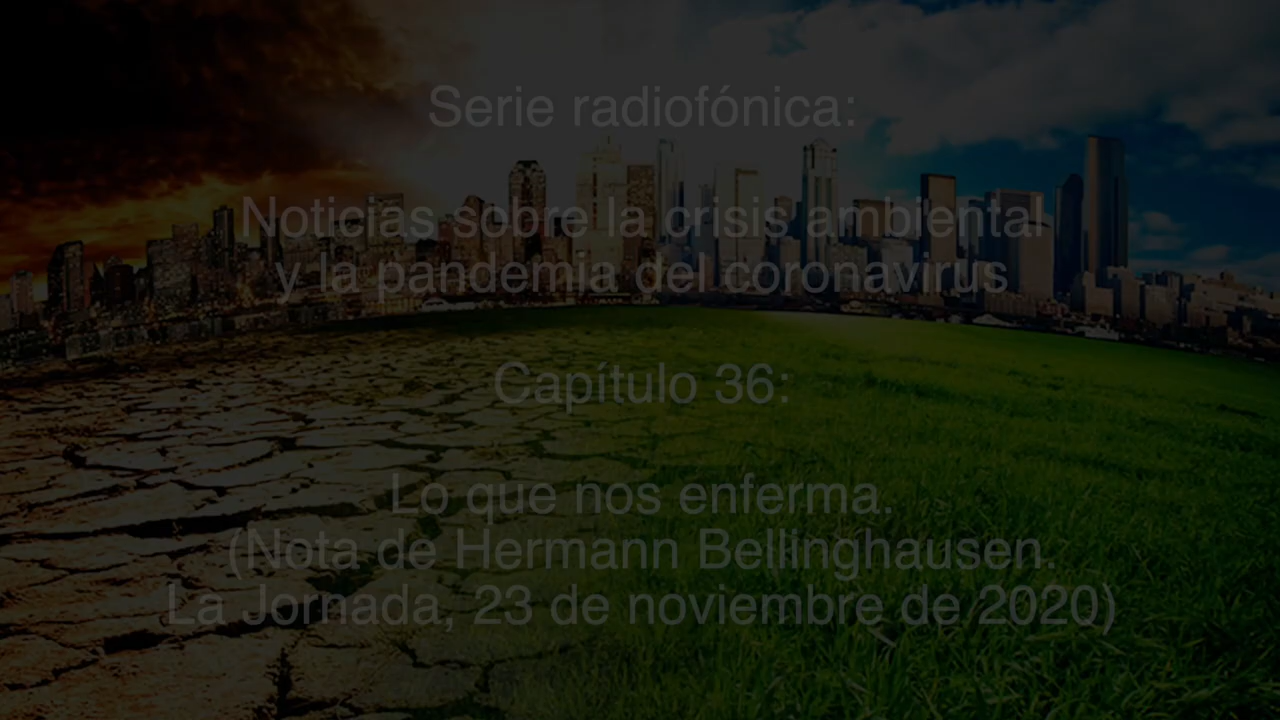 Serie radiofónica:
Noticias sobre la crisis ambiental
y la pandemia de coronavirus
Capítulo 36:
Lo que nos enferma.
(Nota de Hermann Bellinghausen.
La Jornada, 23 de noviembre de 2020)